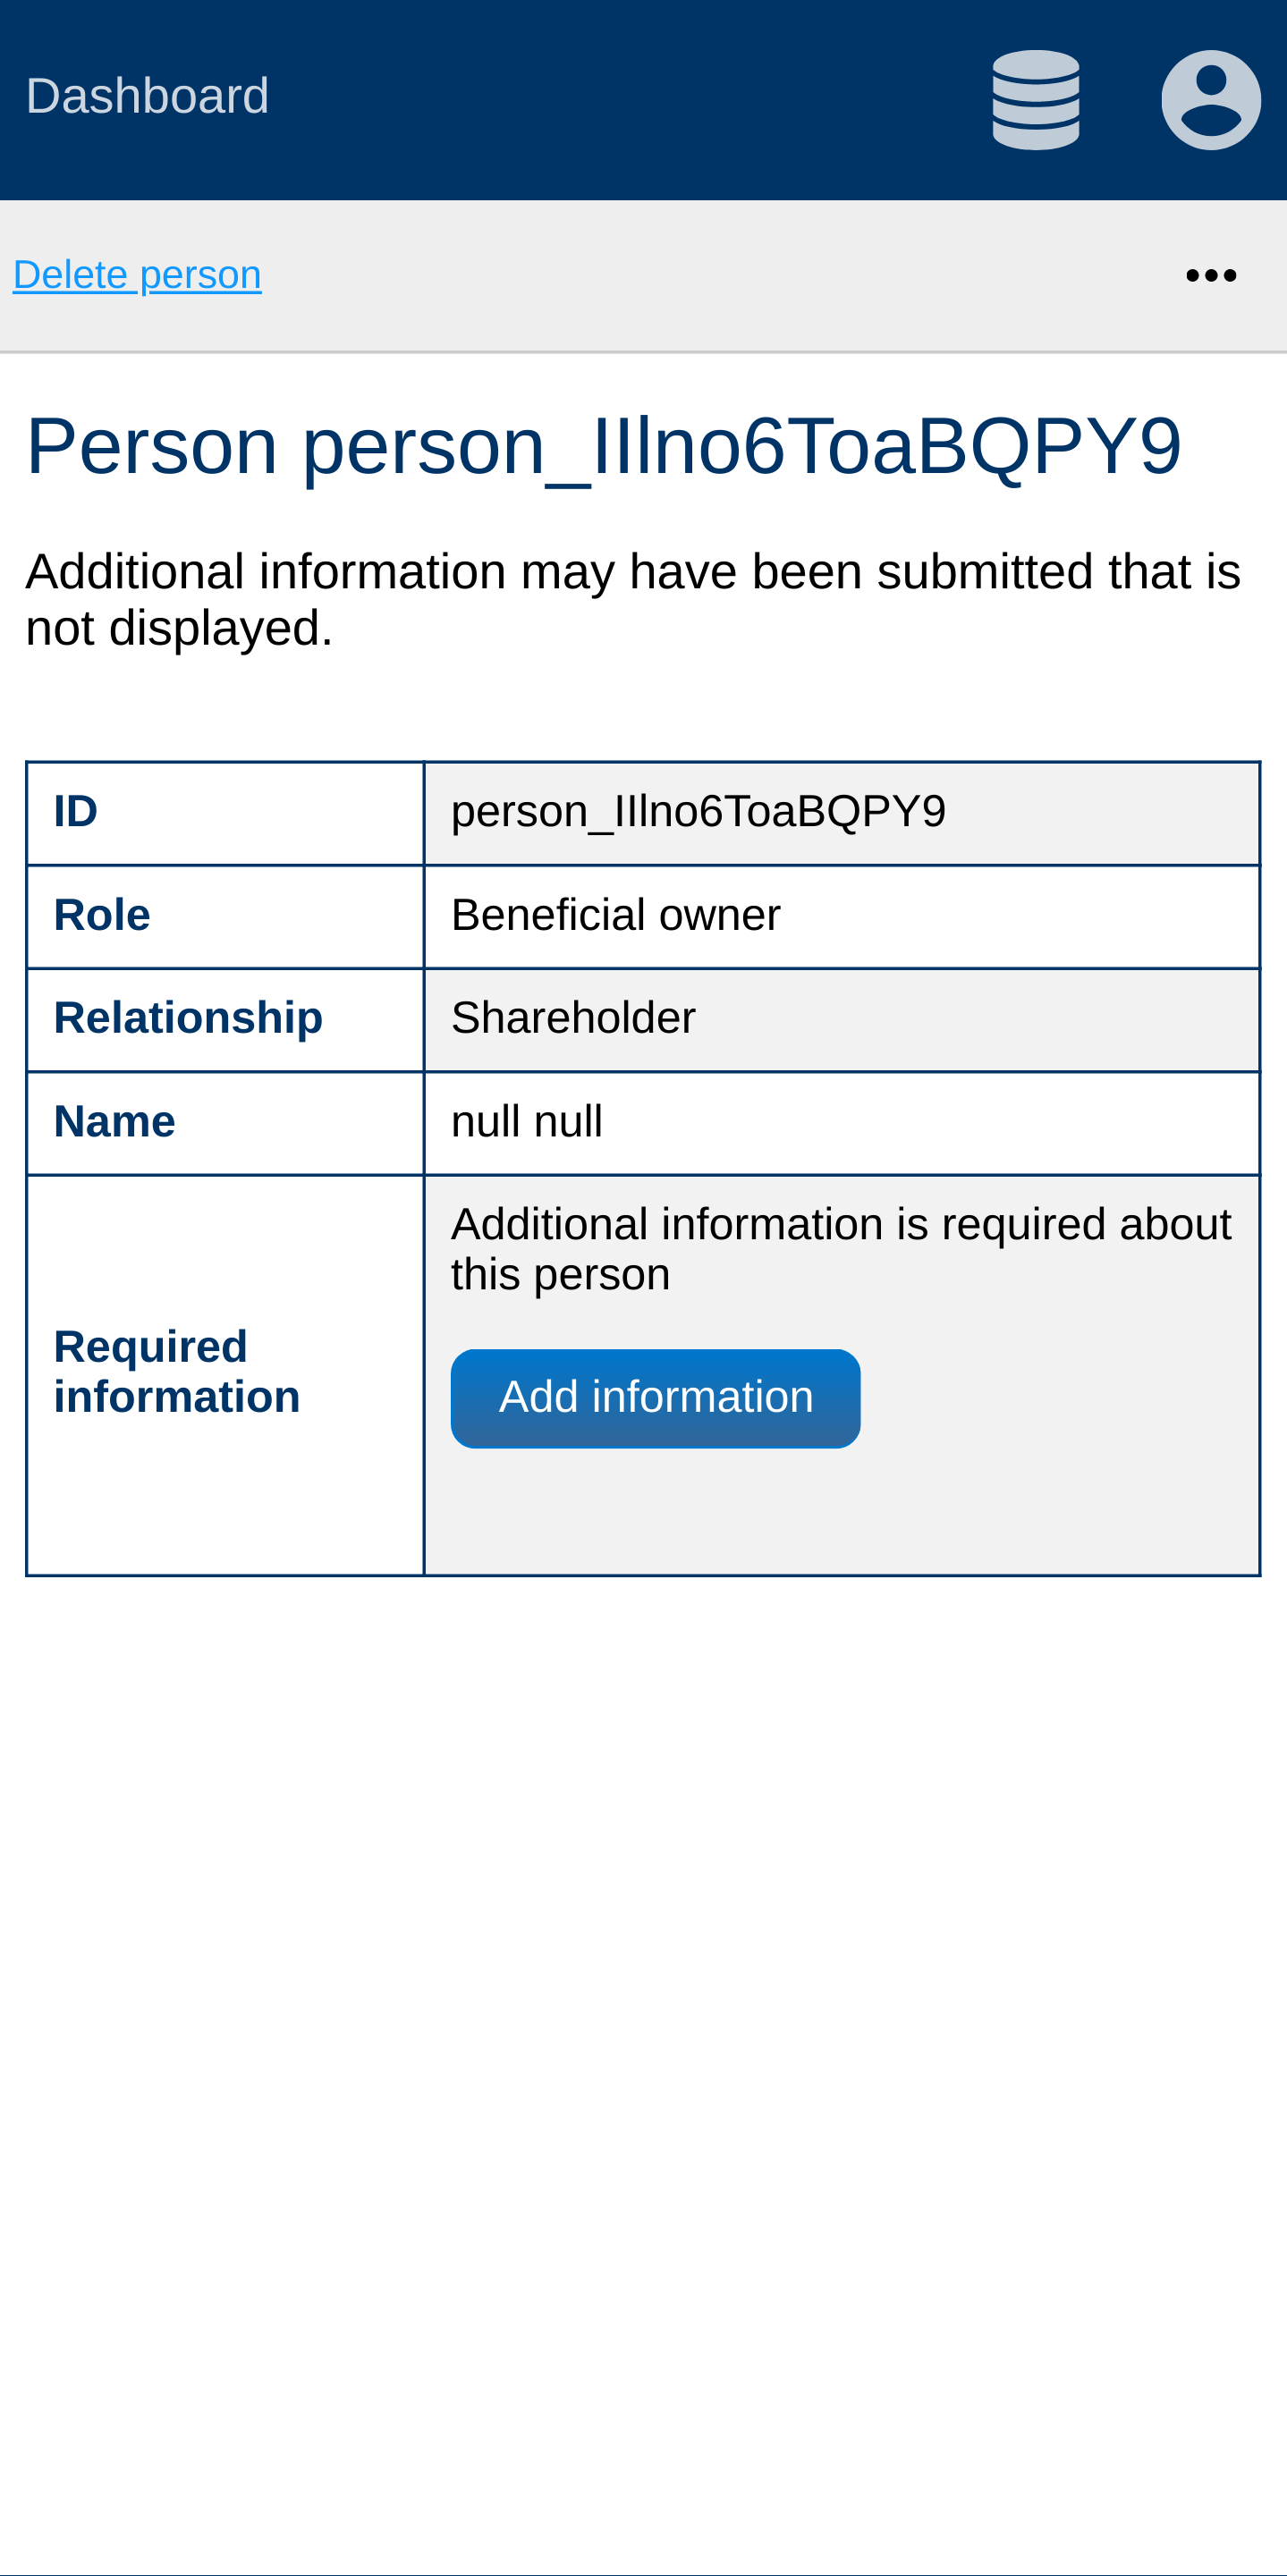 Dashboard
Delete person
Person person_IIlno6ToaBQPY9
Additional information may have been submitted that is
not displayed.
ID person_IIlno6ToaBQPY9
Role Beneficial owner
Relationship Shareholder
Name null null
Additional information is required about
this person
Required
information
Add information